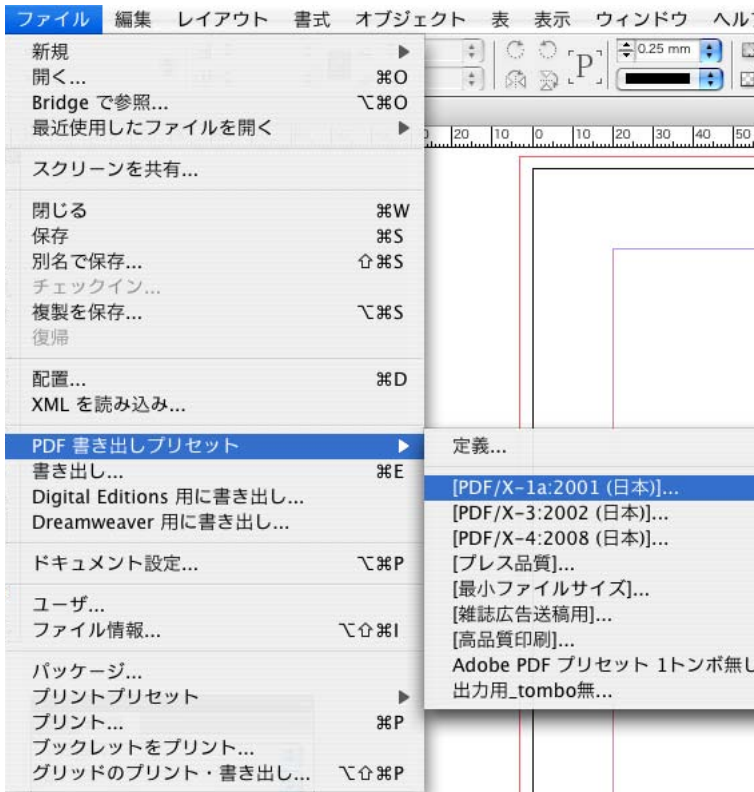 ファイル 編集 レイアウト 書式 オブジェクト 表 表示 ウィンドウ ヘル
新規
開く... ⌘O
Bridge で参照... ⌥⌘O
最近使用したファイルを開く
P 0.25 mm
20 10 0 10 20 30 40 50
スクリーンを共有...
閉じる ⌘W
保存 ⌘S
別名で保存... ⇧⌘S
チェックイン...
複製を保存... ⌥⌘S
復帰
配置... ⌘D
XML を読み込み...
PDF 書き出しプリセット
書き出し... ⌘E
Digital Editions 用に書き出し...
Dreamweaver 用に書き出し...
ドキュメント設定... ⌥⌘P
ユーザ...
ファイル情報... ⌥⇧⌘I
パッケージ...
プリントプリセット
プリント... ⌘P
ブックレットをプリント...
グリッドのプリント・書き出し... ⌥⇧⌘P
定義...
[PDF/X-1a:2001 (日本)]...
[PDF/X-3:2002 (日本)]...
[PDF/X-4:2008 (日本)]...
[プレス品質]...
[最小ファイルサイズ]...
[雑誌広告送稿用]...
[高品質印刷]...
Adobe PDF プリセット 1トンボ無し
出力用_tombo無...